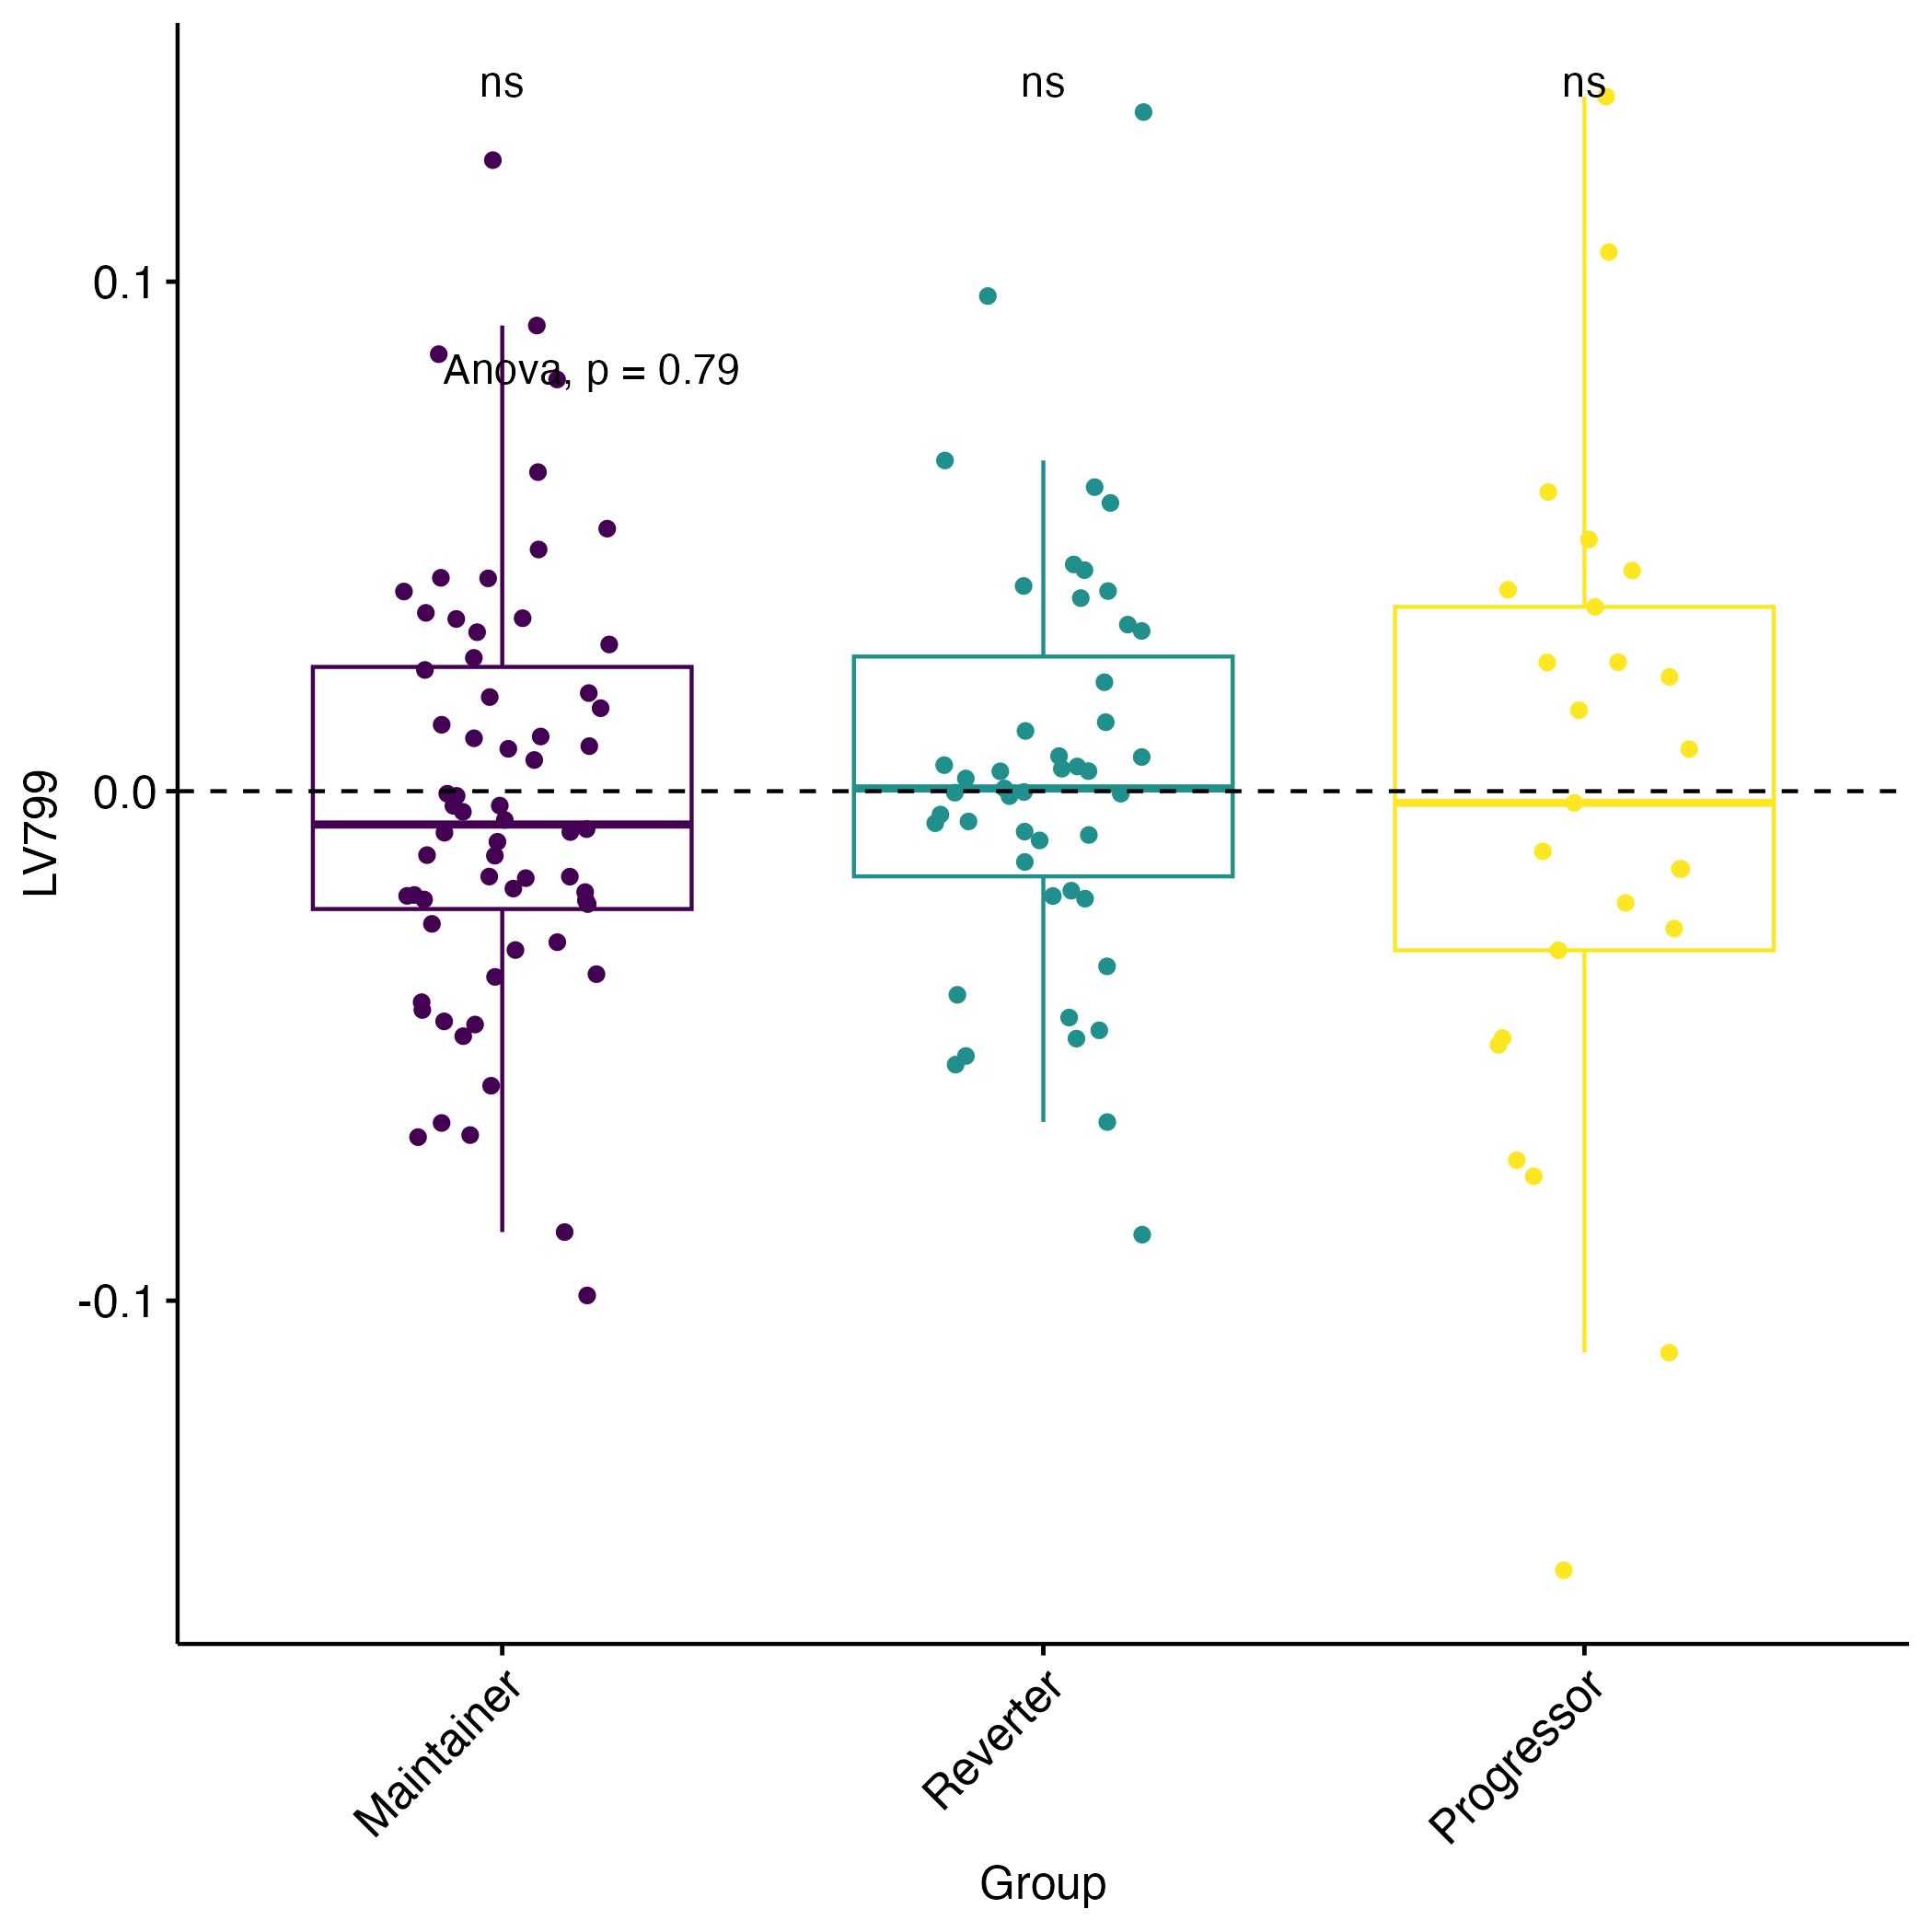 ns ns ns
0.1
Anova, p = 0.79
0.0
LV799
-0.1
Maintainer Reverter Progressor
Group